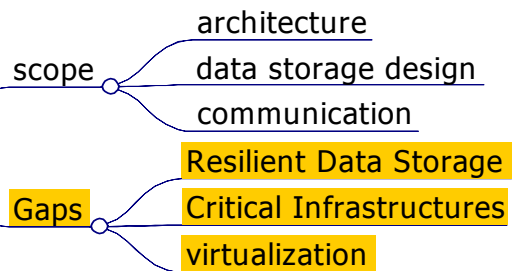 scope
architecture
data storage design
communication
Gaps
Resilient Data Storage
Critical Infrastructures
virtualization